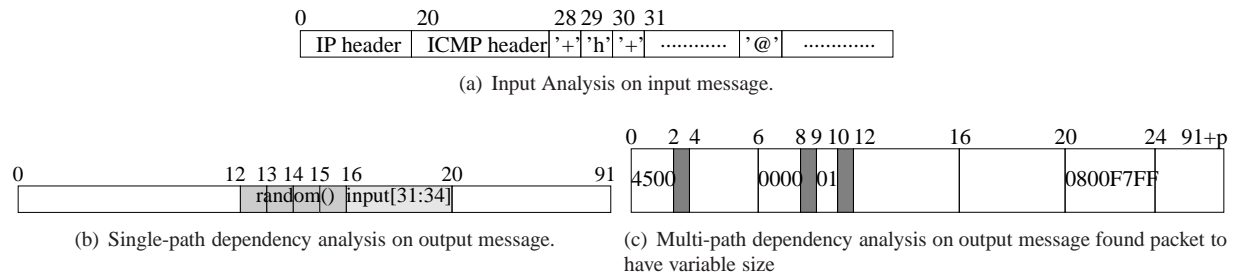 0 20 28 29 30 31
IP header ICMP header '+' 'h' '+' ............ '@' .............
(a) Input Analysis on input message.
0 12 13 14 15 16 20 91
random() input[31:34]
(b) Single-path dependency analysis on output message.
0 2 4 6 8 9 10 12 16 20 24 91+p
4500 0000 01 0800F7FF
(c) Multi-path dependency analysis on output message found packet to
have variable size